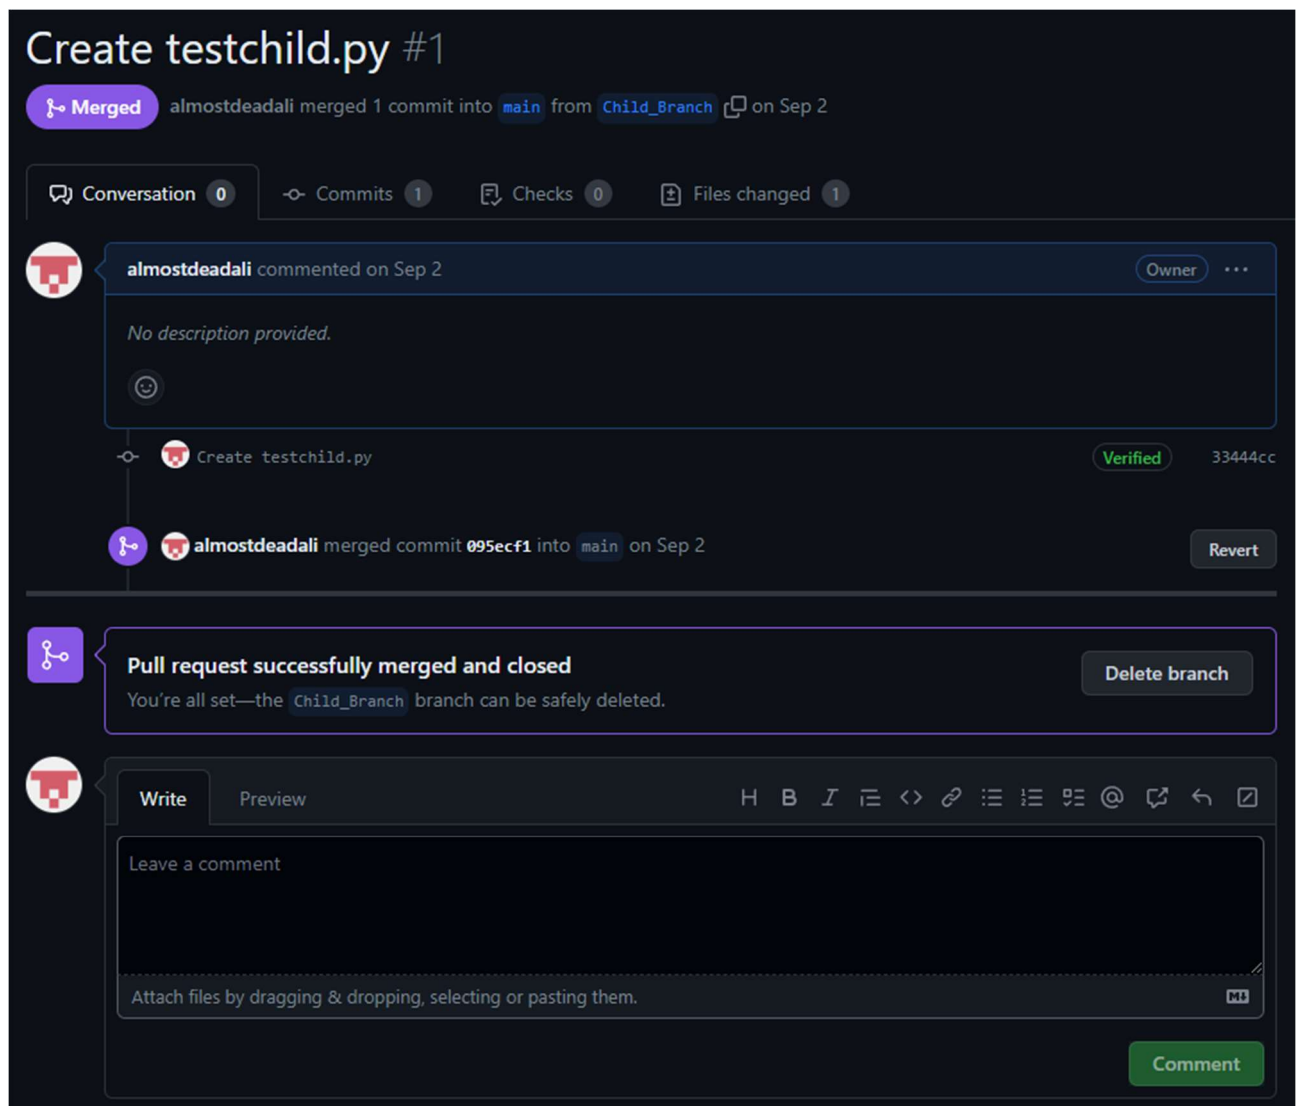 Create testchild.py #1
Merged almostdeadali merged 1 commit into main from Child_Branch on Sep 2
Conversation 0 Commits 1 Checks 0 Files changed 1
almostdeadali commented on Sep 2 Owner ...
No description provided.
Create testchild.py Verified 33444cc
almostdeadali merged commit 095ecf1 into main on Sep 2 Revert
Pull request successfully merged and closed
Delete branch
You're all set—the Child_Branch branch can be safely deleted.
Write Preview
Leave a comment
Attach files by dragging & dropping, selecting or pasting them.
Comment